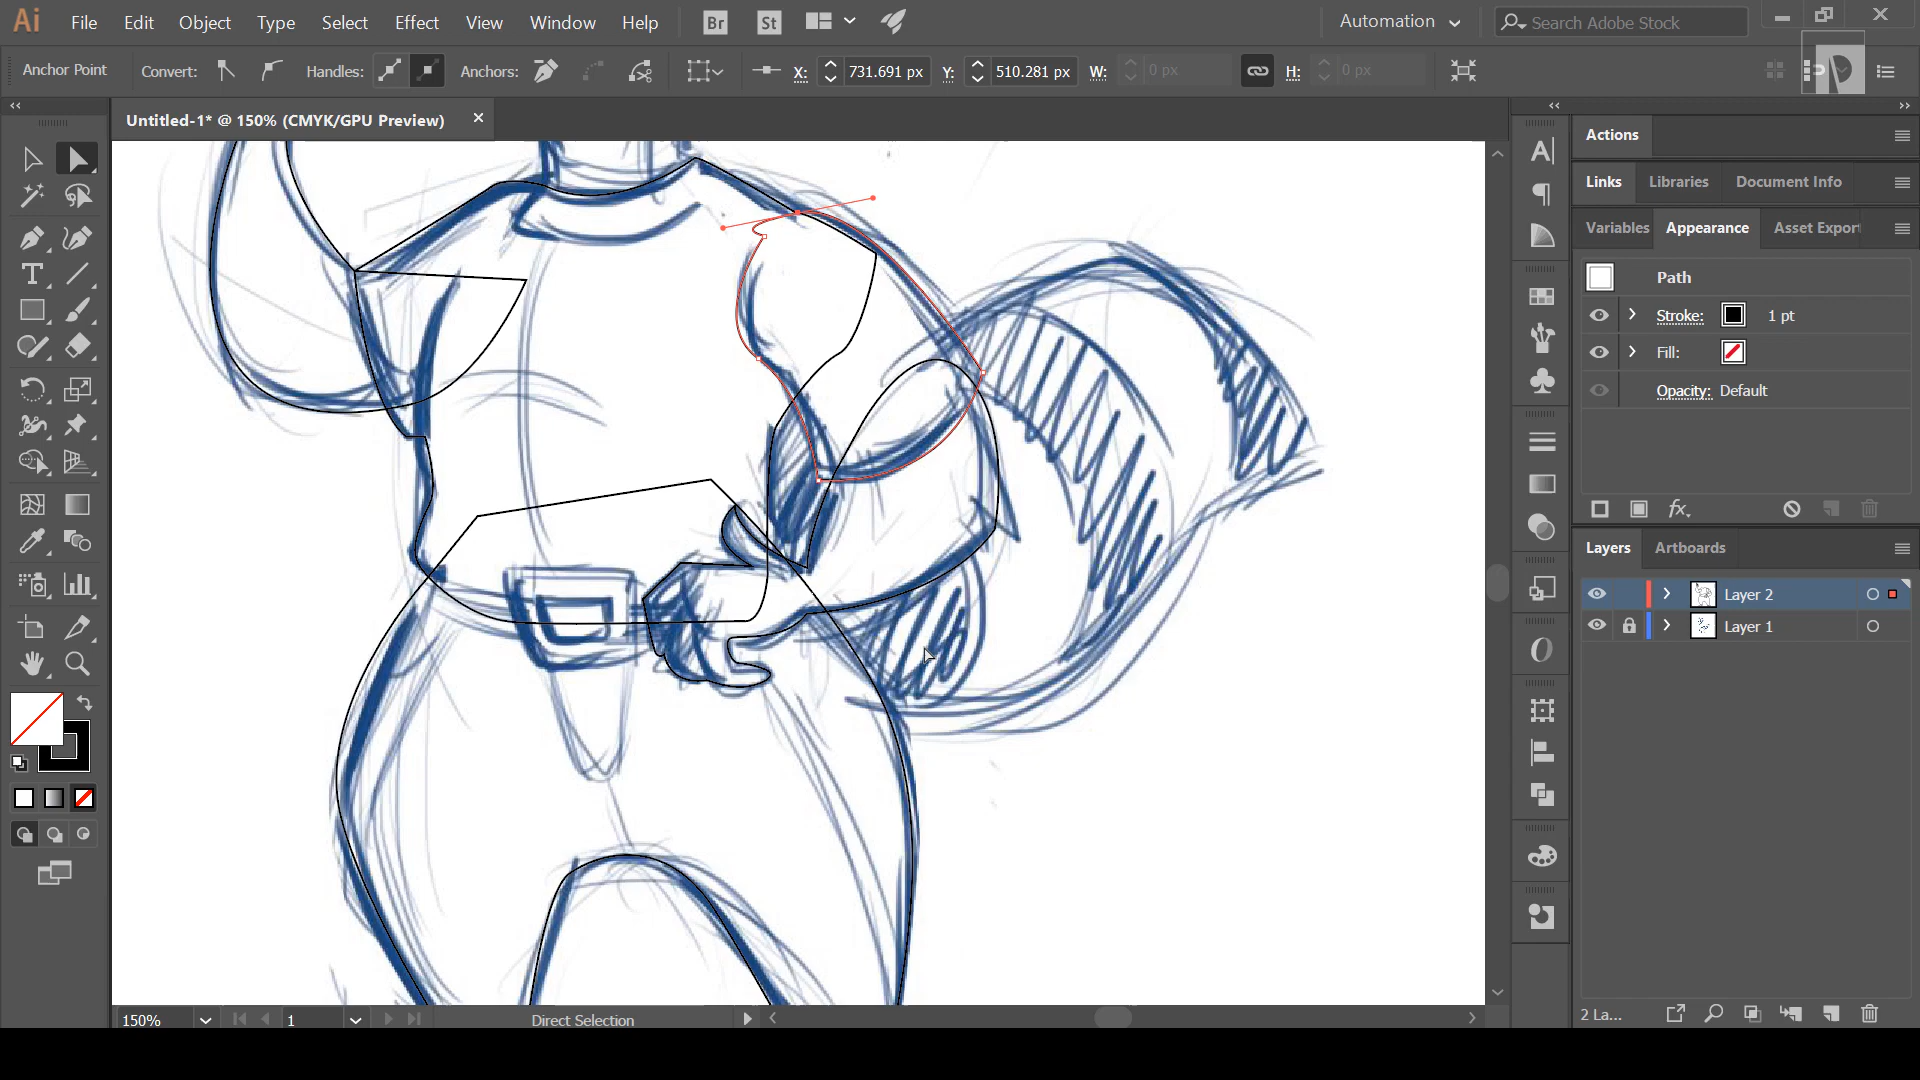 Ai File Edit Object Type Select Effect View Window Help Br St Automation Search Adobe Stock
Anchor Point Convert: Handles: Anchors: X: 731.691 px Y: 510.281 px W: 0 px H: 0 px
Untitled-1* @ 150% (CMYK/GPU Preview)
Actions
Links Libraries Document Info
Variables Appearance Asset Export
Path
Stroke: 1 pt
Fill:
Opacity: Default
fx
Layers Artboards
Layer 2
Layer 1
150% 1 Direct Selection 2 La...